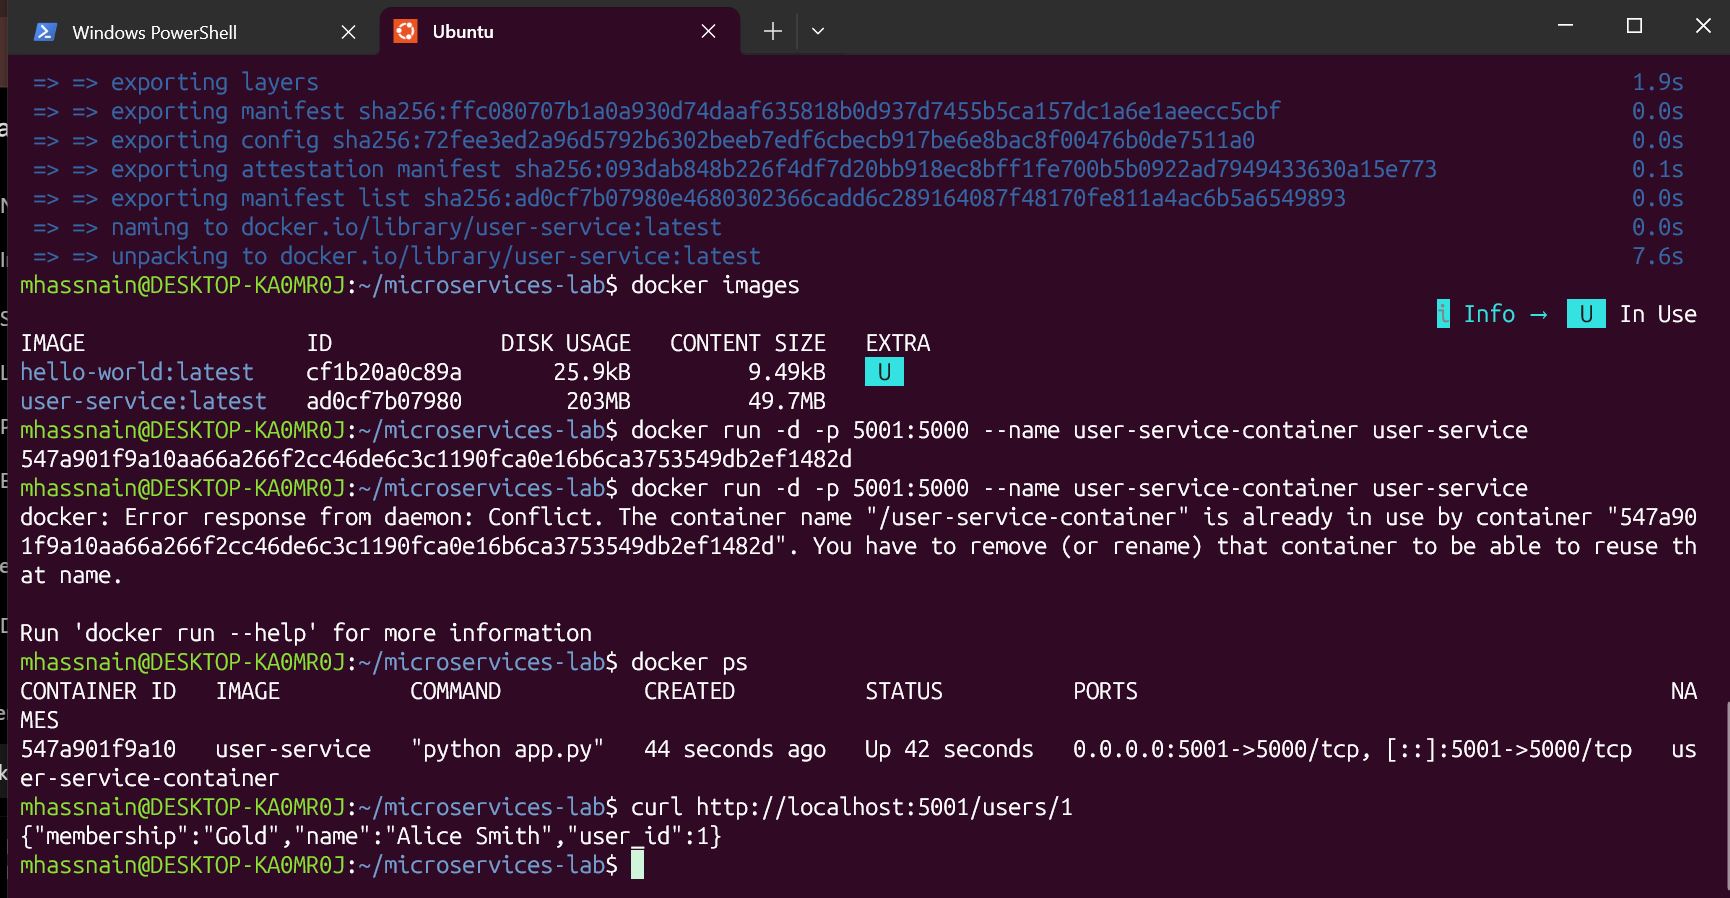 Windows PowerShell
Ubuntu
=> => exporting layers 1.9s
=> => exporting manifest sha256:ffc080707b1a0a930d74daaf635818b0d937d7455b5ca157dc1a6e1aeecc5cbf 0.0s
=> => exporting config sha256:72fee3ed2a96d5792b6302beeb7edf6cbecb917be6e8bac8f00476b0de7511a0 0.0s
=> => exporting attestation manifest sha256:093dab848b226f4df7d20bb918ec8bff1fe700b5b0922ad7949433630a15e773 0.1s
=> => exporting manifest list sha256:ad0cf7b07980e4680302366cadd6c289164087f48170fe811a4ac6b5a6549893 0.0s
=> => naming to docker.io/library/user-service:latest 0.0s
=> => unpacking to docker.io/library/user-service:latest 7.6s
mhassnain@DESKTOP-KA0MR0J:~/microservices-lab$ docker images
i Info → U In Use
IMAGE ID DISK USAGE CONTENT SIZE EXTRA
hello-world:latest cf1b20a0c89a 25.9kB 9.49kB U
user-service:latest ad0cf7b07980 203MB 49.7MB
mhassnain@DESKTOP-KA0MR0J:~/microservices-lab$ docker run -d -p 5001:5000 --name user-service-container user-service
547a901f9a10aa66a266f2cc46de6c3c1190fca0e16b6ca3753549db2ef1482d
mhassnain@DESKTOP-KA0MR0J:~/microservices-lab$ docker run -d -p 5001:5000 --name user-service-container user-service
docker: Error response from daemon: Conflict. The container name "/user-service-container" is already in use by container "547a90
1f9a10aa66a266f2cc46de6c3c1190fca0e16b6ca3753549db2ef1482d". You have to remove (or rename) that container to be able to reuse th
at name.
Run 'docker run --help' for more information
mhassnain@DESKTOP-KA0MR0J:~/microservices-lab$ docker ps
CONTAINER ID IMAGE COMMAND CREATED STATUS PORTS NA
MES
547a901f9a10 user-service "python app.py" 44 seconds ago Up 42 seconds 0.0.0.0:5001->5000/tcp, [::]:5001->5000/tcp us
er-service-container
mhassnain@DESKTOP-KA0MR0J:~/microservices-lab$ curl http://localhost:5001/users/1
{"membership":"Gold","name":"Alice Smith","user_id":1}
mhassnain@DESKTOP-KA0MR0J:~/microservices-lab$